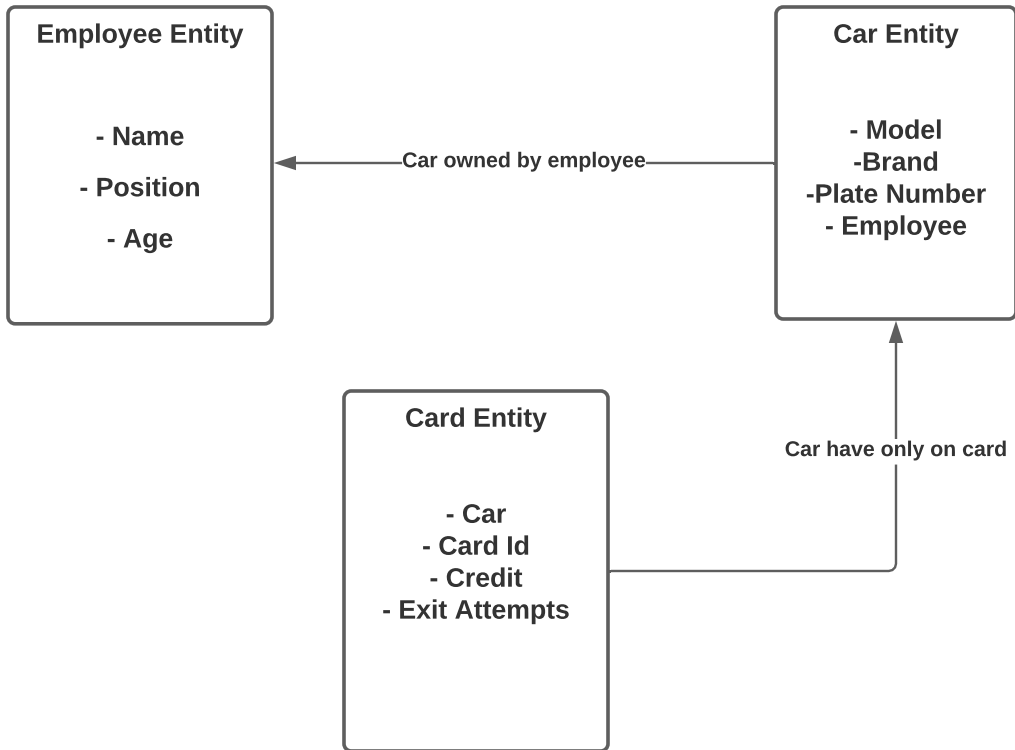 Employee Entity
- Name
- Position
- Age
Car owned by employee
Car Entity
- Model
-Brand
-Plate Number
- Employee
Card Entity
- Car
- Card Id
- Credit
- Exit Attempts
Car have only on card